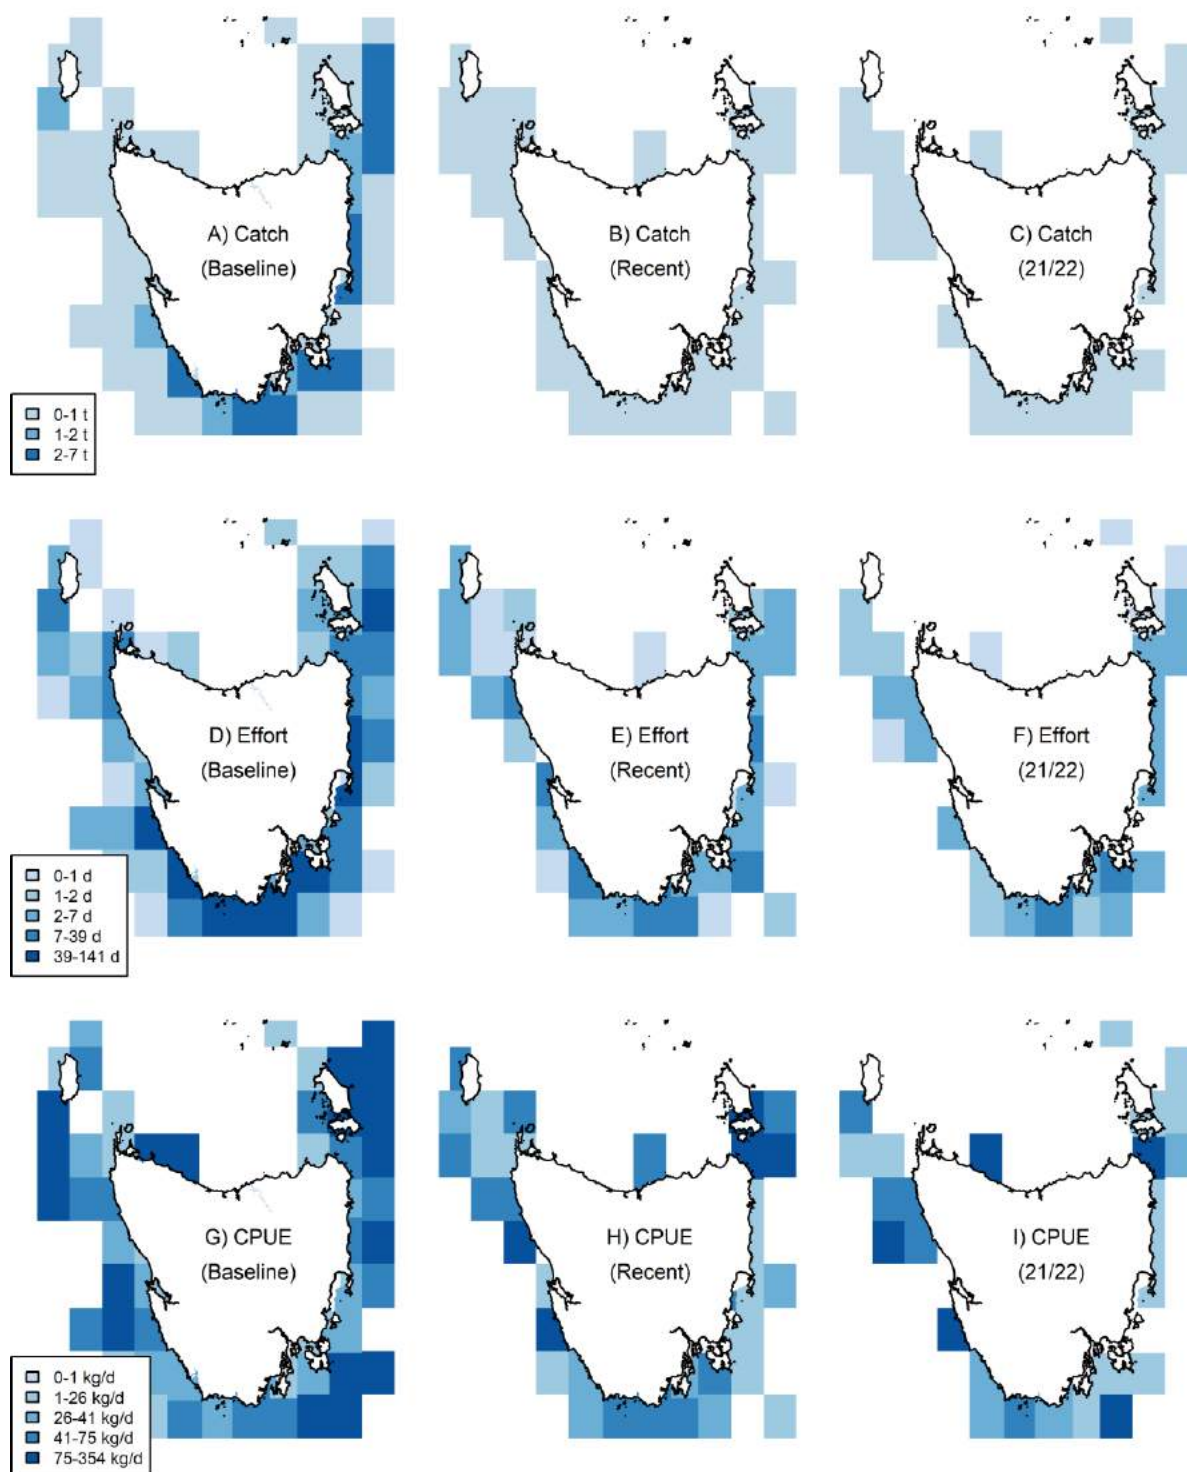 A) Catch
(Baseline)
B) Catch
(Recent)
C) Catch
(21/22)
0-1 t
1-2 t
2-7 t
D) Effort
(Baseline)
E) Effort
(Recent)
F) Effort
(21/22)
0-1 d
1-2 d
2-7 d
7-39 d
39-141 d
G) CPUE
(Baseline)
H) CPUE
(Recent)
I) CPUE
(21/22)
0-1 kg/d
1-26 kg/d
26-41 kg/d
41-75 kg/d
75-354 kg/d